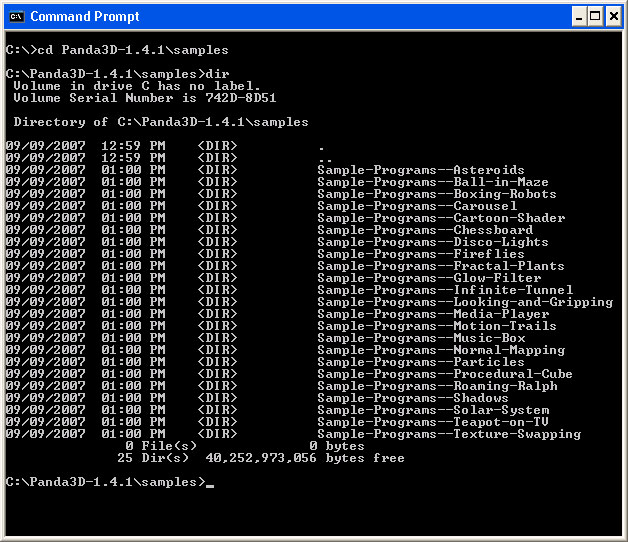 Command Prompt
C:\>cd Panda3D-1.4.1\samples
C:\Panda3D-1.4.1\samples>dir
Volume in drive C has no label.
Volume Serial Number is 742D-8D51
Directory of C:\Panda3D-1.4.1\samples
09/09/2007  12:59 PM    <DIR>          .
09/09/2007  12:59 PM    <DIR>          ..
09/09/2007  01:00 PM    <DIR>          Sample-Programs--Asteroids
09/09/2007  01:00 PM    <DIR>          Sample-Programs--Ball-in-Maze
09/09/2007  01:00 PM    <DIR>          Sample-Programs--Boxing-Robots
09/09/2007  01:00 PM    <DIR>          Sample-Programs--Carousel
09/09/2007  01:00 PM    <DIR>          Sample-Programs--Cartoon-Shader
09/09/2007  01:00 PM    <DIR>          Sample-Programs--Chessboard
09/09/2007  01:00 PM    <DIR>          Sample-Programs--Disco-Lights
09/09/2007  01:00 PM    <DIR>          Sample-Programs--Fireflies
09/09/2007  01:00 PM    <DIR>          Sample-Programs--Fractal-Plants
09/09/2007  01:00 PM    <DIR>          Sample-Programs--Glow-Filter
09/09/2007  01:00 PM    <DIR>          Sample-Programs--Infinite-Tunnel
09/09/2007  01:00 PM    <DIR>          Sample-Programs--Looking-and-Gripping
09/09/2007  01:00 PM    <DIR>          Sample-Programs--Media-Player
09/09/2007  01:00 PM    <DIR>          Sample-Programs--Motion-Trails
09/09/2007  01:00 PM    <DIR>          Sample-Programs--Music-Box
09/09/2007  01:00 PM    <DIR>          Sample-Programs--Normal-Mapping
09/09/2007  01:00 PM    <DIR>          Sample-Programs--Particles
09/09/2007  01:00 PM    <DIR>          Sample-Programs--Procedural-Cube
09/09/2007  01:00 PM    <DIR>          Sample-Programs--Roaming-Ralph
09/09/2007  01:00 PM    <DIR>          Sample-Programs--Shadows
09/09/2007  01:00 PM    <DIR>          Sample-Programs--Solar-System
09/09/2007  01:00 PM    <DIR>          Sample-Programs--Teapot-on-TV
09/09/2007  01:00 PM    <DIR>          Sample-Programs--Texture-Swapping
0 File(s)              0 bytes
25 Dir(s)  40,252,973,056 bytes free
C:\Panda3D-1.4.1\samples>_